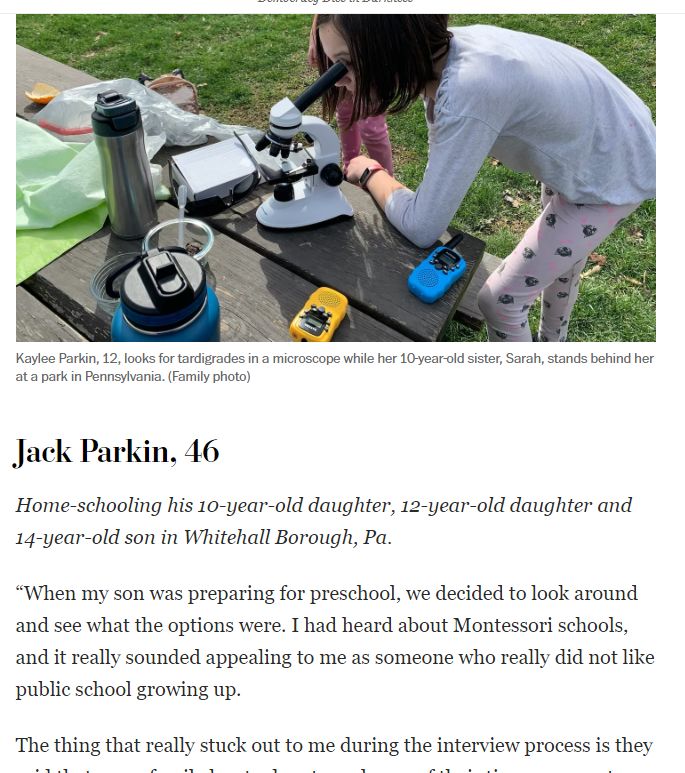 Democracy Dies in Darkness
Kaylee Parkin, 12, looks for tardigrades in a microscope while her 10-year-old sister, Sarah, stands behind her
at a park in Pennsylvania. (Family photo)
Jack Parkin, 46
Home-schooling his 10-year-old daughter, 12-year-old daughter and
14-year-old son in Whitehall Borough, Pa.
“When my son was preparing for preschool, we decided to look around
and see what the options were. I had heard about Montessori schools,
and it really sounded appealing to me as someone who really did not like
public school growing up.
The thing that really stuck out to me during the interview process is they